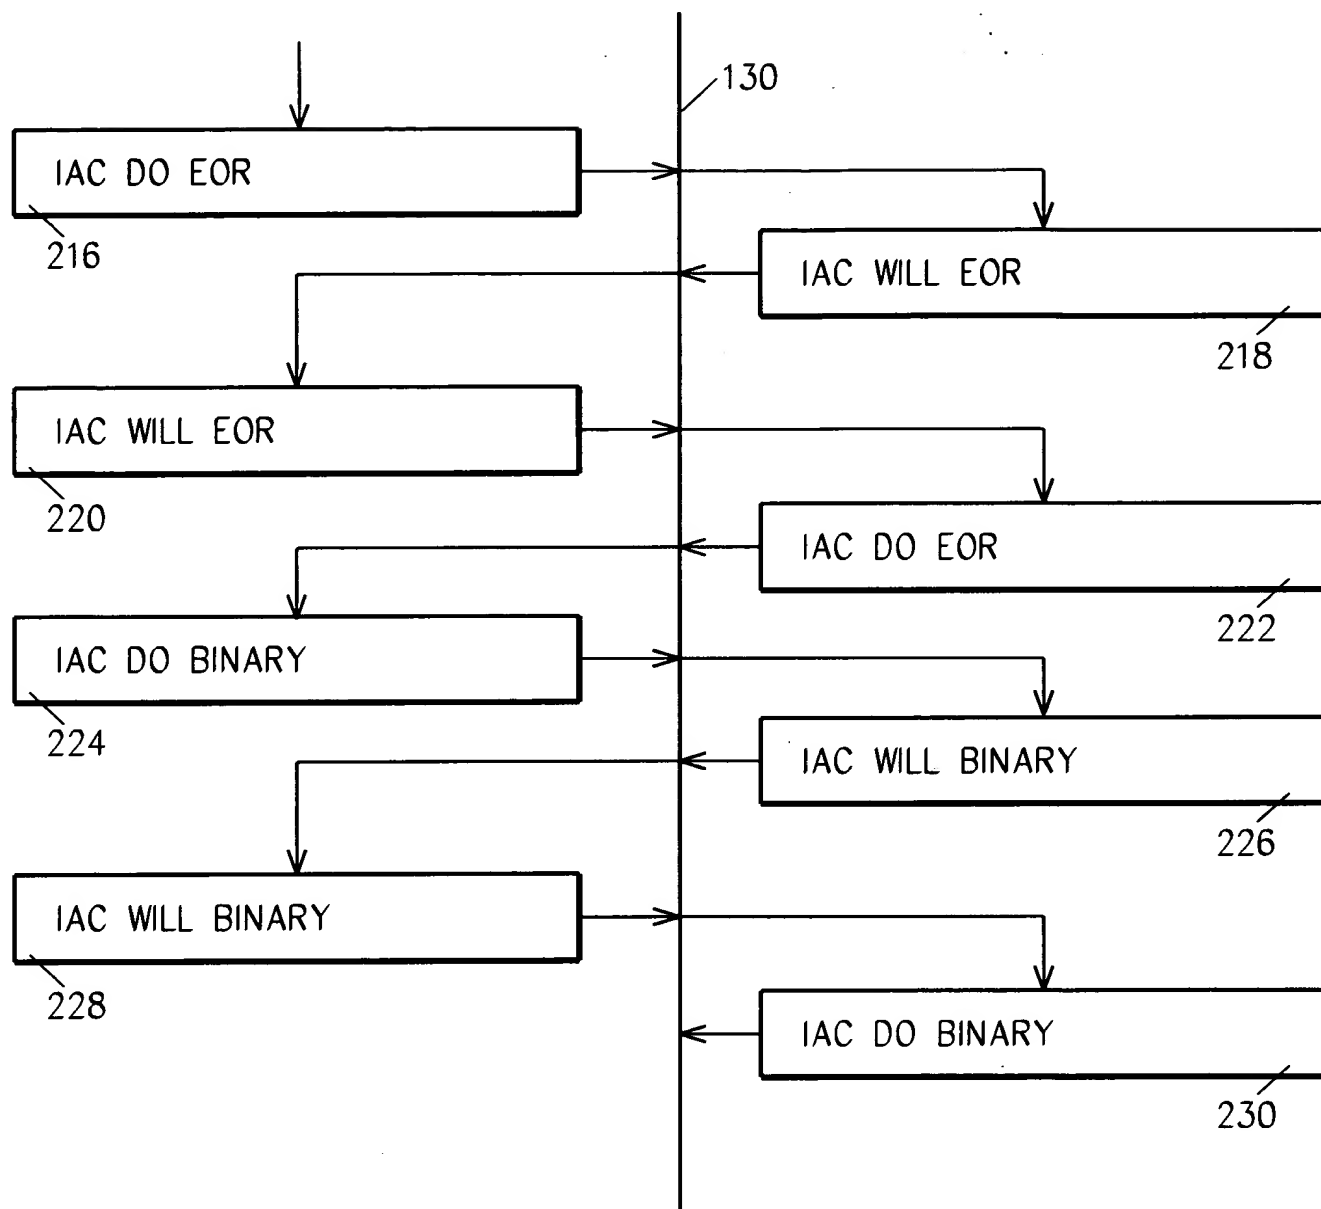 130
IAC DO EOR
216
IAC WILL EOR
218
IAC WILL EOR
220
IAC DO EOR
222
IAC DO BINARY
224
IAC WILL BINARY
226
IAC WILL BINARY
228
IAC DO BINARY
230